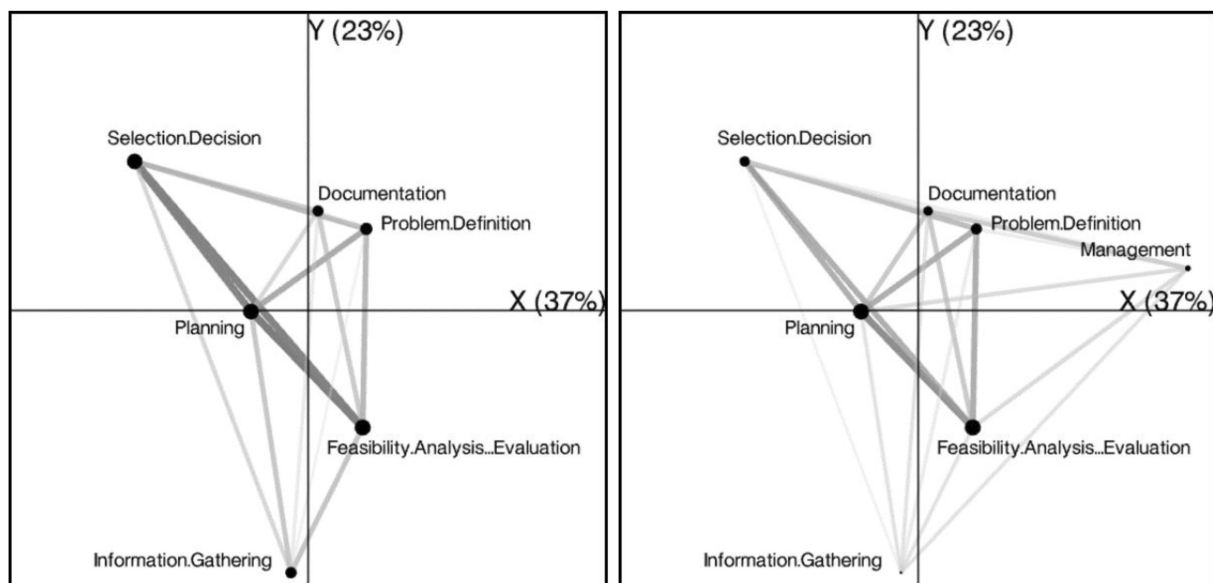 Y (23%)
Selection.Decision
Documentation
Problem.Definition
X (37%)
Planning
Feasibility.Analysis...Evaluation
Information.Gathering
Y (23%)
Selection.Decision
Documentation
Problem.Definition
Management
X (37%)
Planning
Feasibility.Analysis...Evaluation
Information.Gathering